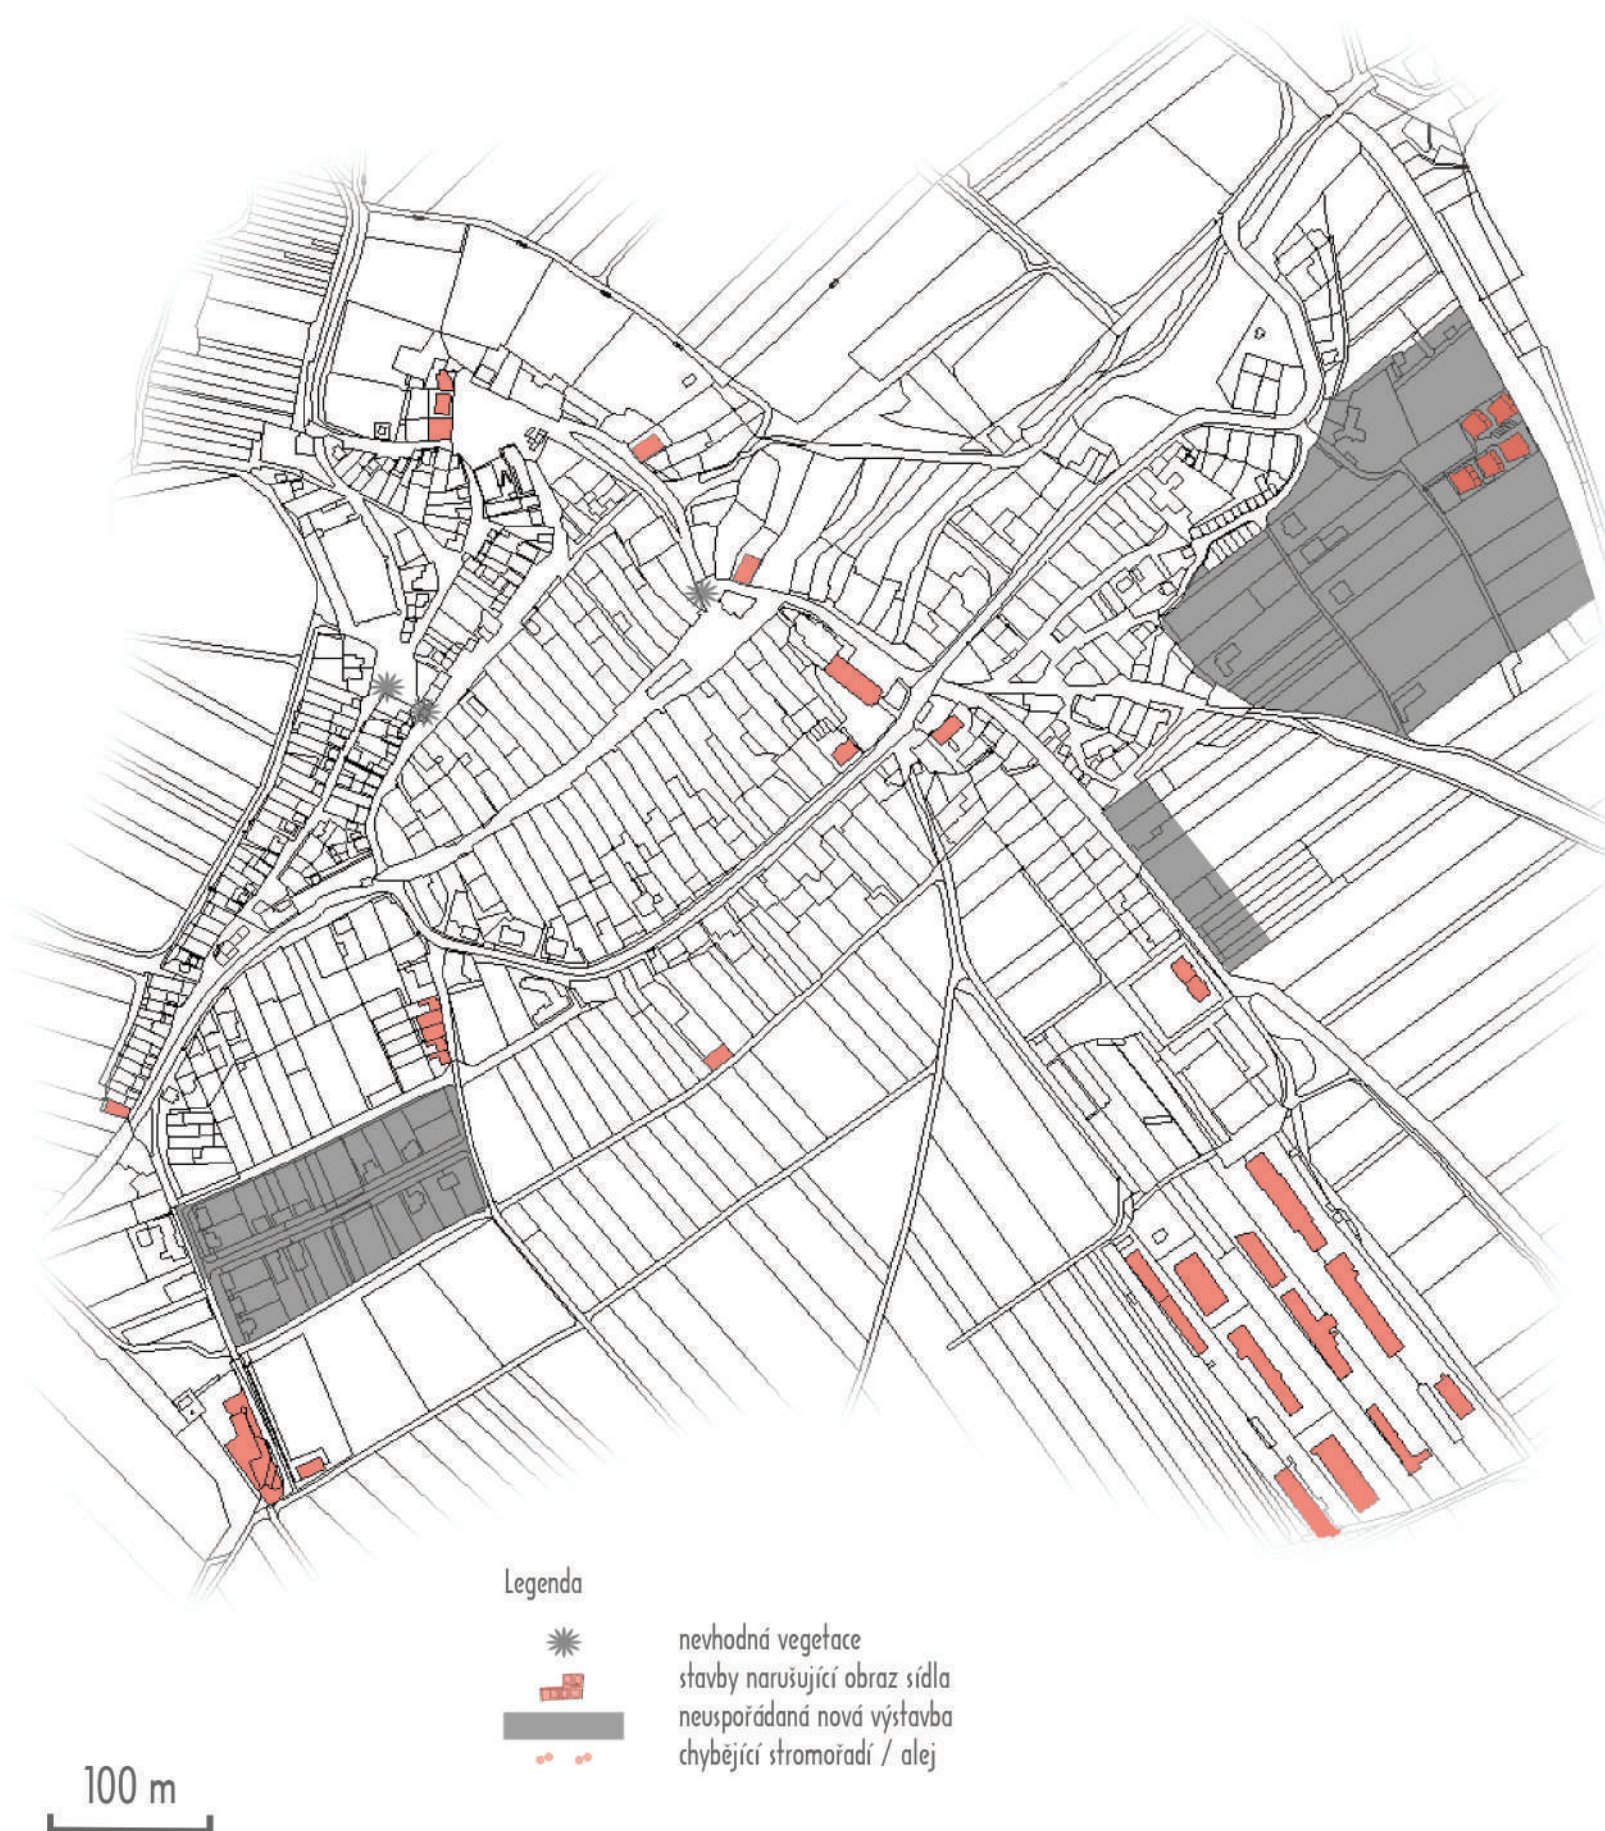 Legenda
nevhodná vegetace
stavby narušující obraz sídla
neuspořádaná nová výstavba
chybějící stromořadí / alej
100 m